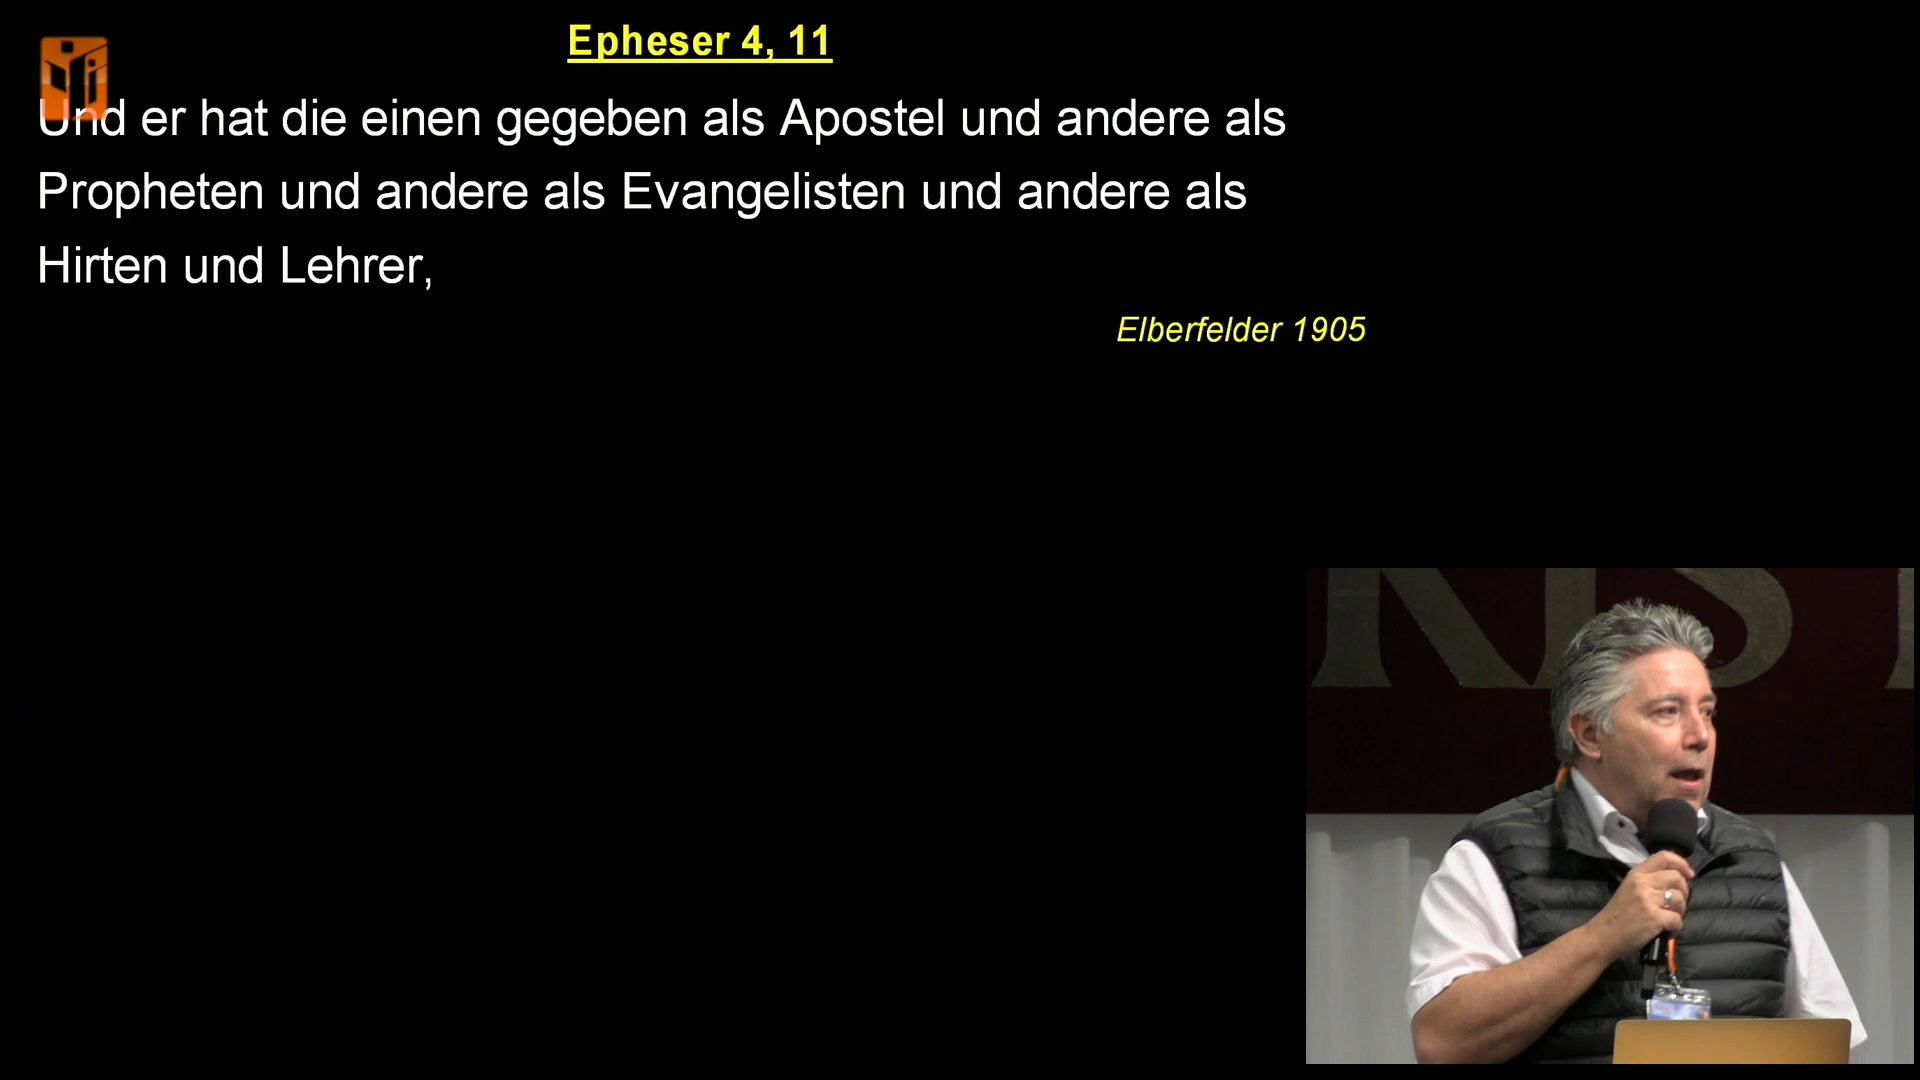 Epheser 4, 11
Und er hat die einen gegeben als Apostel und andere als
Propheten und andere als Evangelisten und andere als
Hirten und Lehrer,
Elberfelder 1905